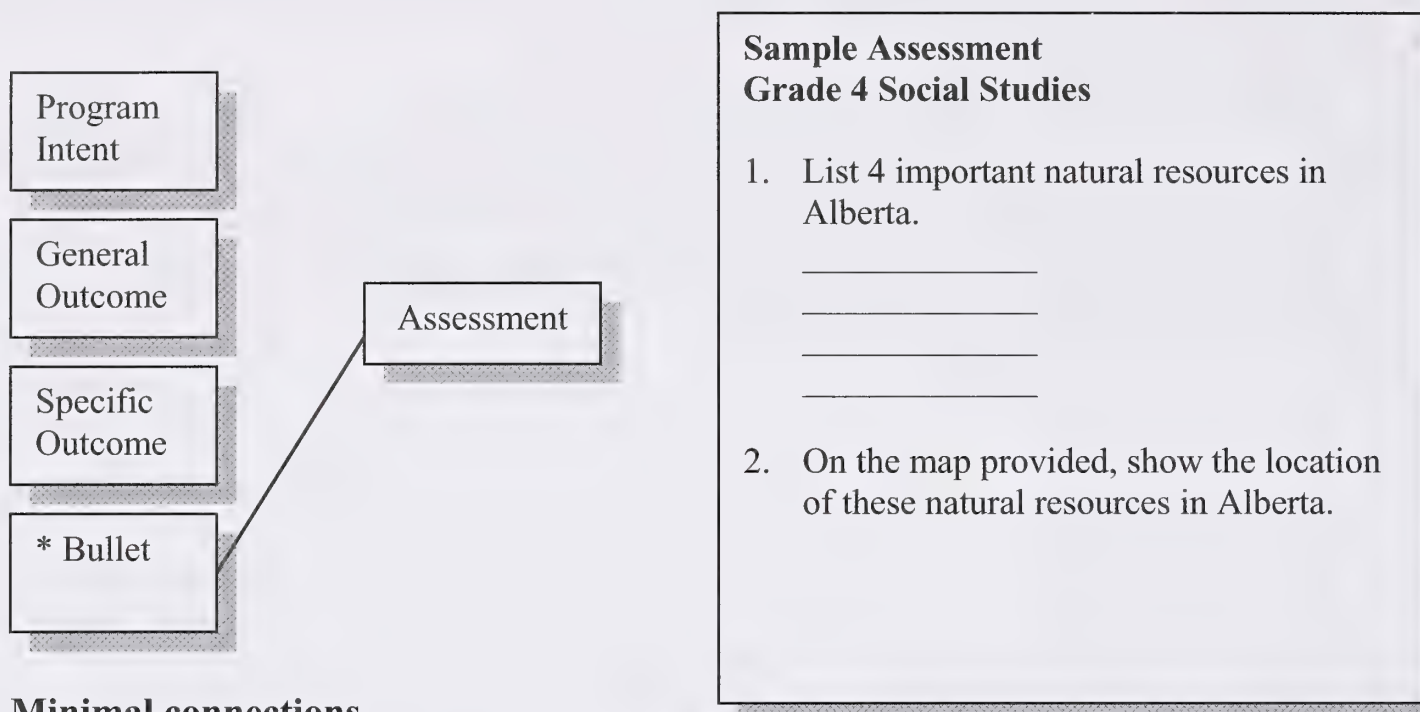 Program
Intent
General
Outcome
Specific
Outcome
* Bullet
Assessment
Minimal connections
Sample Assessment
Grade 4 Social Studies
1. List 4 important natural resources in
Alberta.
2. On the map provided, show the location
of these natural resources in Alberta.